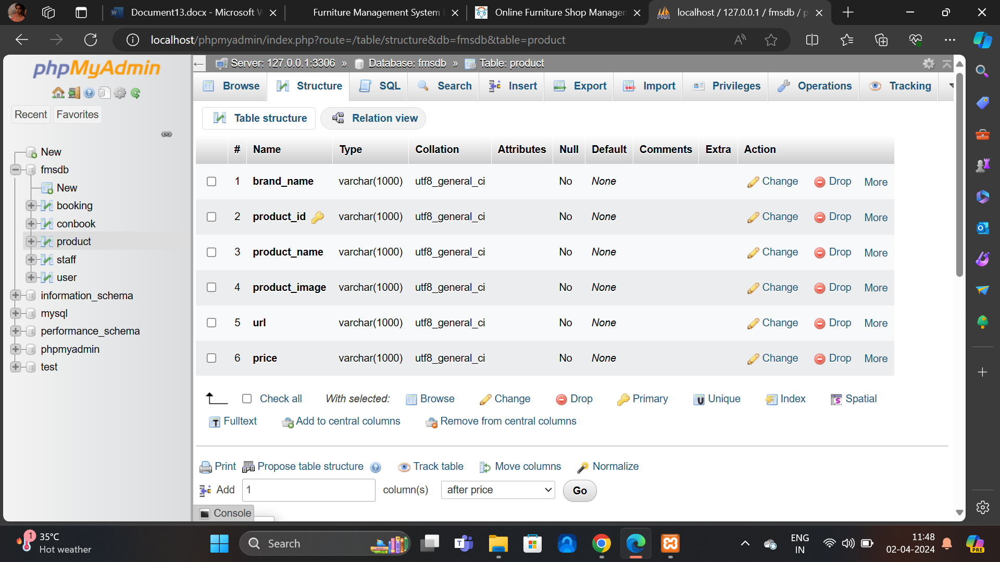 Document13.docx - Microsoft W
Furniture Management System
Online Furniture Shop Manager
localhost / 127.0.0.1 / fmsdb / p
localhost/phpmyadmin/index.php?route=/table/structure&db=fmsdb&table=product
phpMyAdmin
Recent Favorites
New
fmsdb
New
booking
conbook
product
staff
user
information_schema
mysql
performance_schema
phpmyadmin
test
Server: 127.0.0.1:3306 » Database: fmsdb » Table: product
Browse Structure SQL Search Insert Export Import Privileges Operations Tracking
Table structure Relation view
# Name Type Collation Attributes Null Default Comments Extra Action
1 brand_name varchar(1000) utf8_general_ci No None Change Drop More
2 product_id varchar(1000) utf8_general_ci No None Change Drop More
3 product_name varchar(1000) utf8_general_ci No None Change Drop More
4 product_image varchar(1000) utf8_general_ci No None Change Drop More
5 url varchar(1000) utf8_general_ci No None Change Drop More
6 price varchar(1000) utf8_general_ci No None Change Drop More
Check all With selected: Browse Change Drop Primary Unique Index Spatial
Fulltext Add to central columns Remove from central columns
Print Propose table structure Track table Move columns Normalize
Add 1 column(s) after price Go
Console
1
35°C
Hot weather
Search
ENG
IN
11:48
02-04-2024
PRE